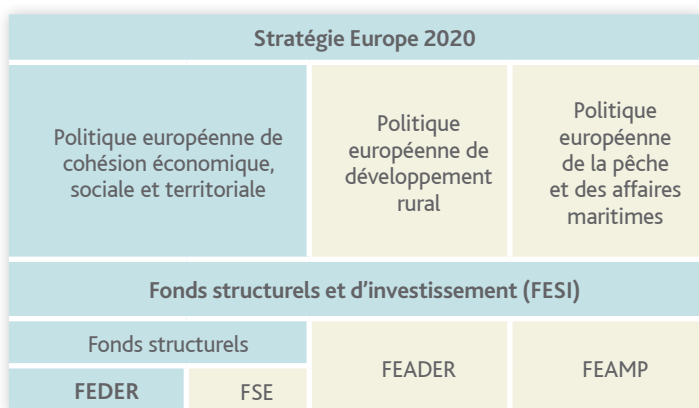 Stratégie Europe 2020
Politique européenne de
cohésion économique,
sociale et territoriale
Politique
européenne de
développement
rural
Politique
européenne
de la pêche
et des affaires
maritimes
Fonds structurels et d’investissement (FESI)
Fonds structurels
FEDER
FSE
FEADER
FEAMP